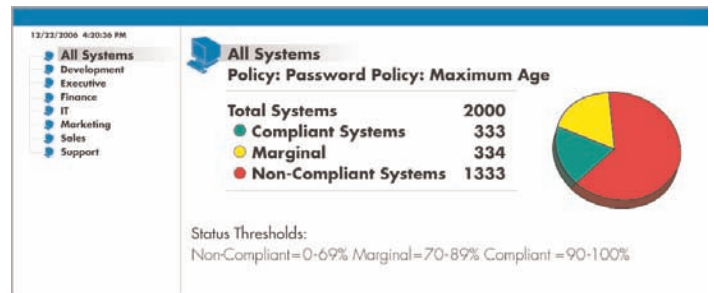 12/22/2006 4:20:36 PM
All Systems
Development
Executive
Finance
IT
Marketing
Sales
Support
All Systems
Policy: Password Policy: Maximum Age
Total Systems 2000
Compliant Systems 333
Marginal 334
Non-Compliant Systems 1333
Status Thresholds:
Non-Compliant=0-69% Marginal=70-89% Compliant =90-100%